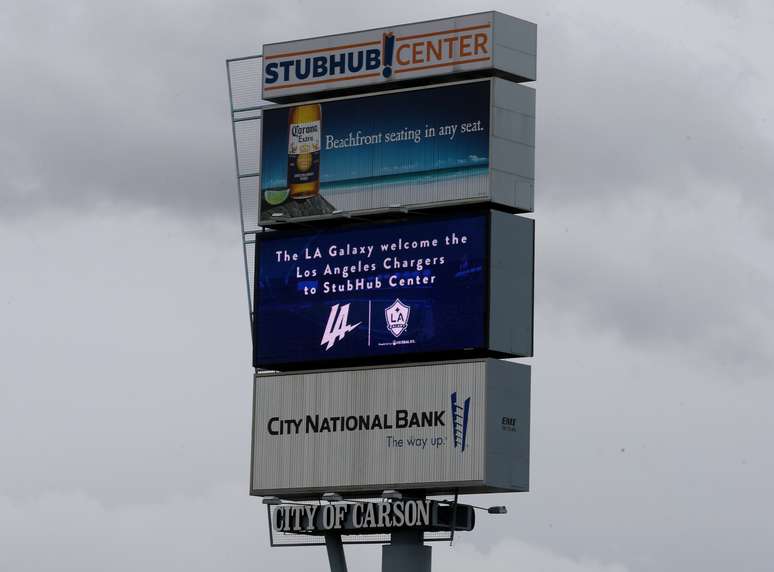 STUBHUB! CENTER
Corona
Extra
Beachfront seating in any seat.
The LA Galaxy welcome the
Los Angeles Chargers
to StubHub Center
LA
LA
CITY NATIONAL BANK
The way up.
CITY OF CARSON